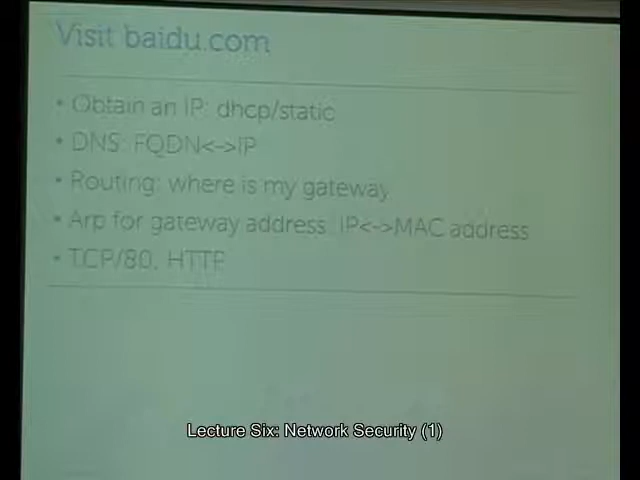 Visit baidu.com
• Obtain an IP: dhcp/static
• DNS: FQDN<->IP
• Routing: where is my gateway
• Arp for gateway address: IP<->MAC address
• TCP/80, HTTP
Lecture Six: Network Security (1)